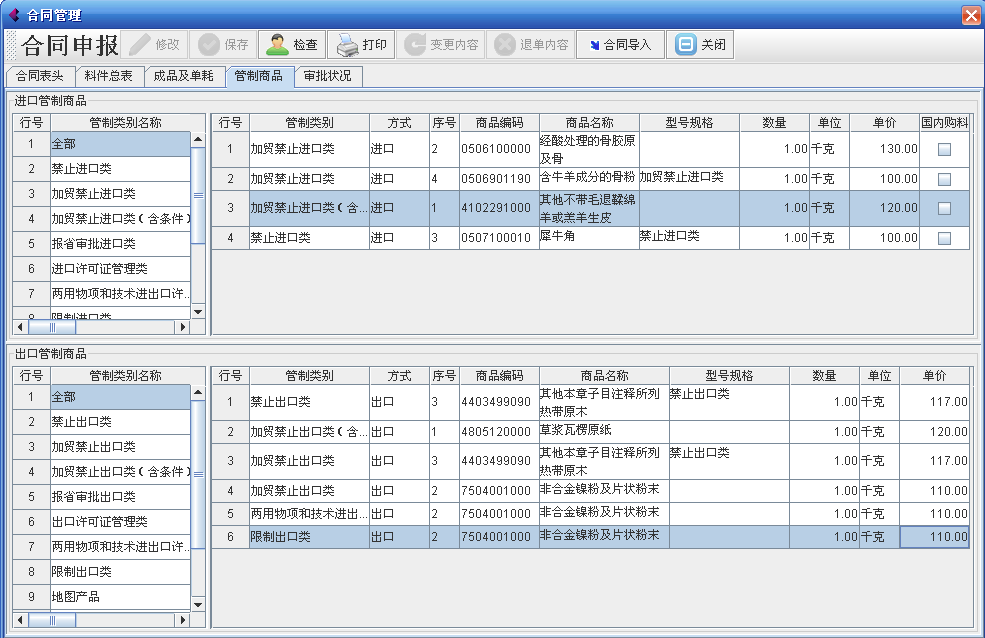 合同管理
合同申报 修改 保存 检查 打印 变更内容 退单内容 合同导入 关闭
合同表头 料件总表 成品及单耗 管制商品 审批状况
进口管制商品
行号 管制类别名称
1 全部
2 禁止进口类
3 加贸禁止进口类
4 加贸禁止进口类（含条件）
5 报省审批进口类
6 进口许可证管理类
7 两用物项和技术进出口许...
8 限制进口类
行号 管制类别 方式 序号 商品编码 商品名称 型号规格 数量 单位 单价 国内购料
1 加贸禁止进口类 进口 2 0506100000 经酸处理的骨胶原及骨 1.00 千克 130.00
2 加贸禁止进口类 进口 4 0506901190 含牛羊成分的骨粉 加贸禁止进口类 1.00 千克 100.00
3 加贸禁止进口类（含... 进口 1 4102291000 其他不带毛退鞣绵羊或羔羊生皮 1.00 千克 120.00
4 禁止进口类 进口 3 0507100010 犀牛角 禁止进口类 1.00 千克 100.00
出口管制商品
行号 管制类别名称
1 全部
2 禁止出口类
3 加贸禁止出口类
4 加贸禁止出口类（含条件）
5 报省审批出口类
6 出口许可证管理类
7 两用物项和技术进出口许...
8 限制出口类
9 地图产品
行号 管制类别 方式 序号 商品编码 商品名称 型号规格 数量 单位 单价
1 禁止出口类 出口 3 4403499090 其他本章子目注释所列热带原木 禁止出口类 1.00 千克 117.00
2 加贸禁止出口类（含... 出口 1 4805120000 草浆瓦楞原纸 1.00 千克 120.00
3 加贸禁止出口类 出口 3 4403499090 其他本章子目注释所列热带原木 禁止出口类 1.00 千克 117.00
4 加贸禁止出口类 出口 2 7504001000 非合金镍粉及片状粉末 1.00 千克 110.00
5 两用物项和技术进出... 出口 2 7504001000 非合金镍粉及片状粉末 1.00 千克 110.00
6 限制出口类 出口 2 7504001000 非合金镍粉及片状粉末 1.00 千克 110.00